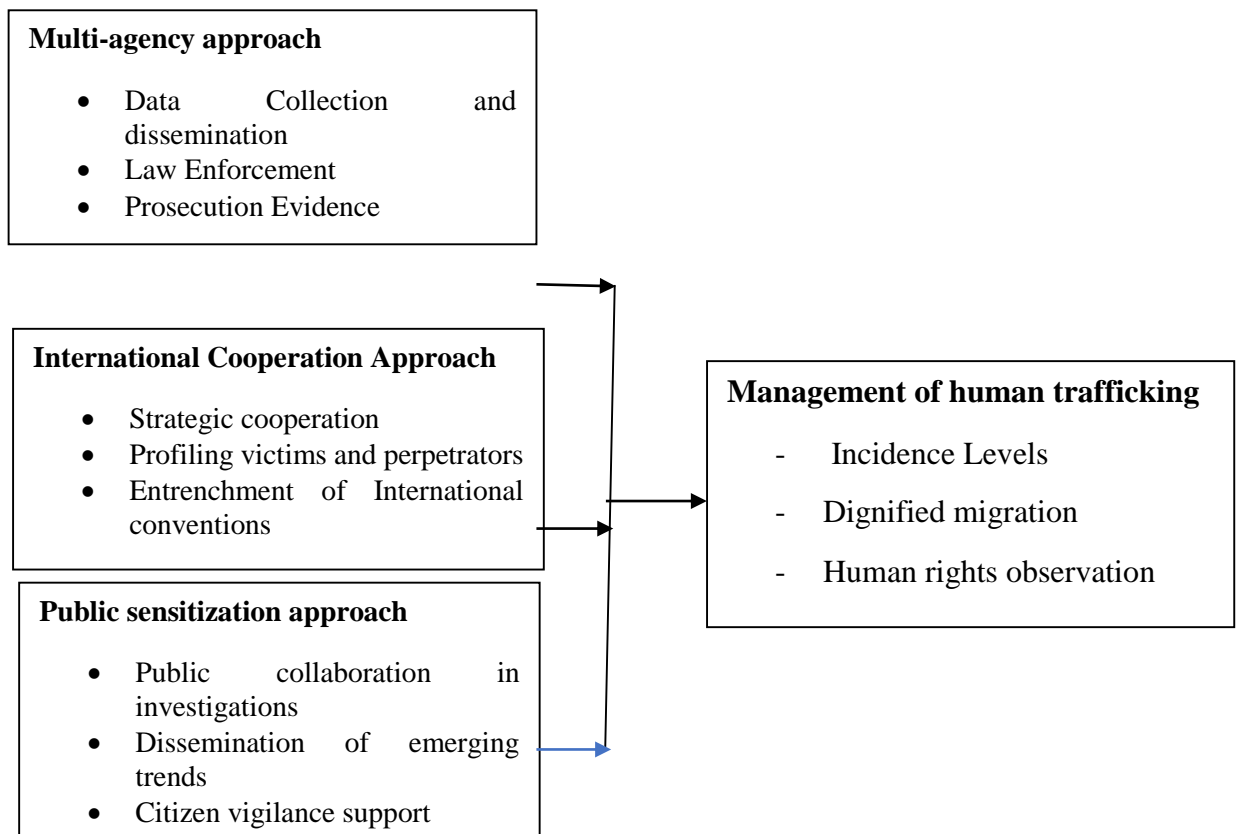 Multi-agency approach
• Data Collection and
dissemination
• Law Enforcement
• Prosecution Evidence
International Cooperation Approach
• Strategic cooperation
• Profiling victims and perpetrators
• Entrenchment of International
conventions
Public sensitization approach
• Public collaboration in
investigations
• Dissemination of emerging
trends
• Citizen vigilance support
Management of human trafficking
- Incidence Levels
- Dignified migration
- Human rights observation